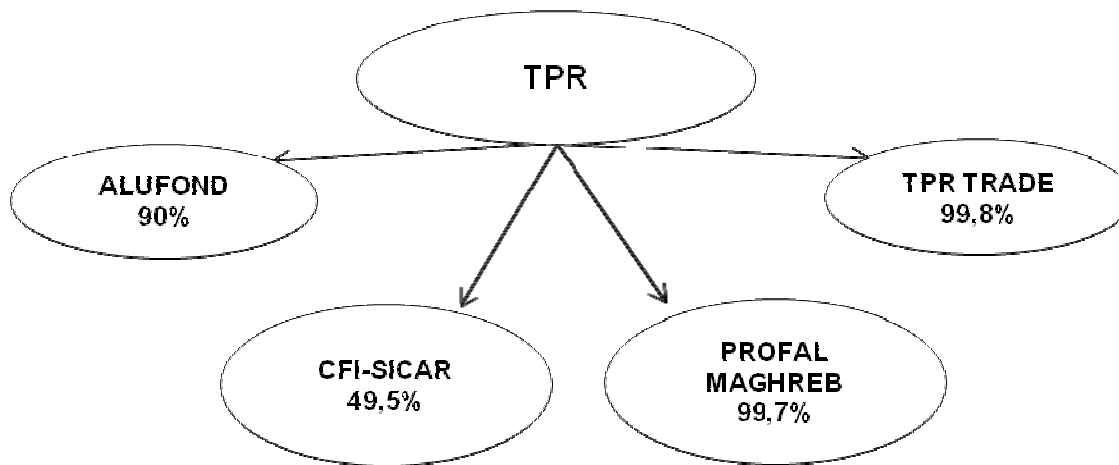 TPR
ALUFOND
90%
TPR TRADE
99,8%
CFI-SICAR
49,5%
PROFAL
MAGHREB
99,7%